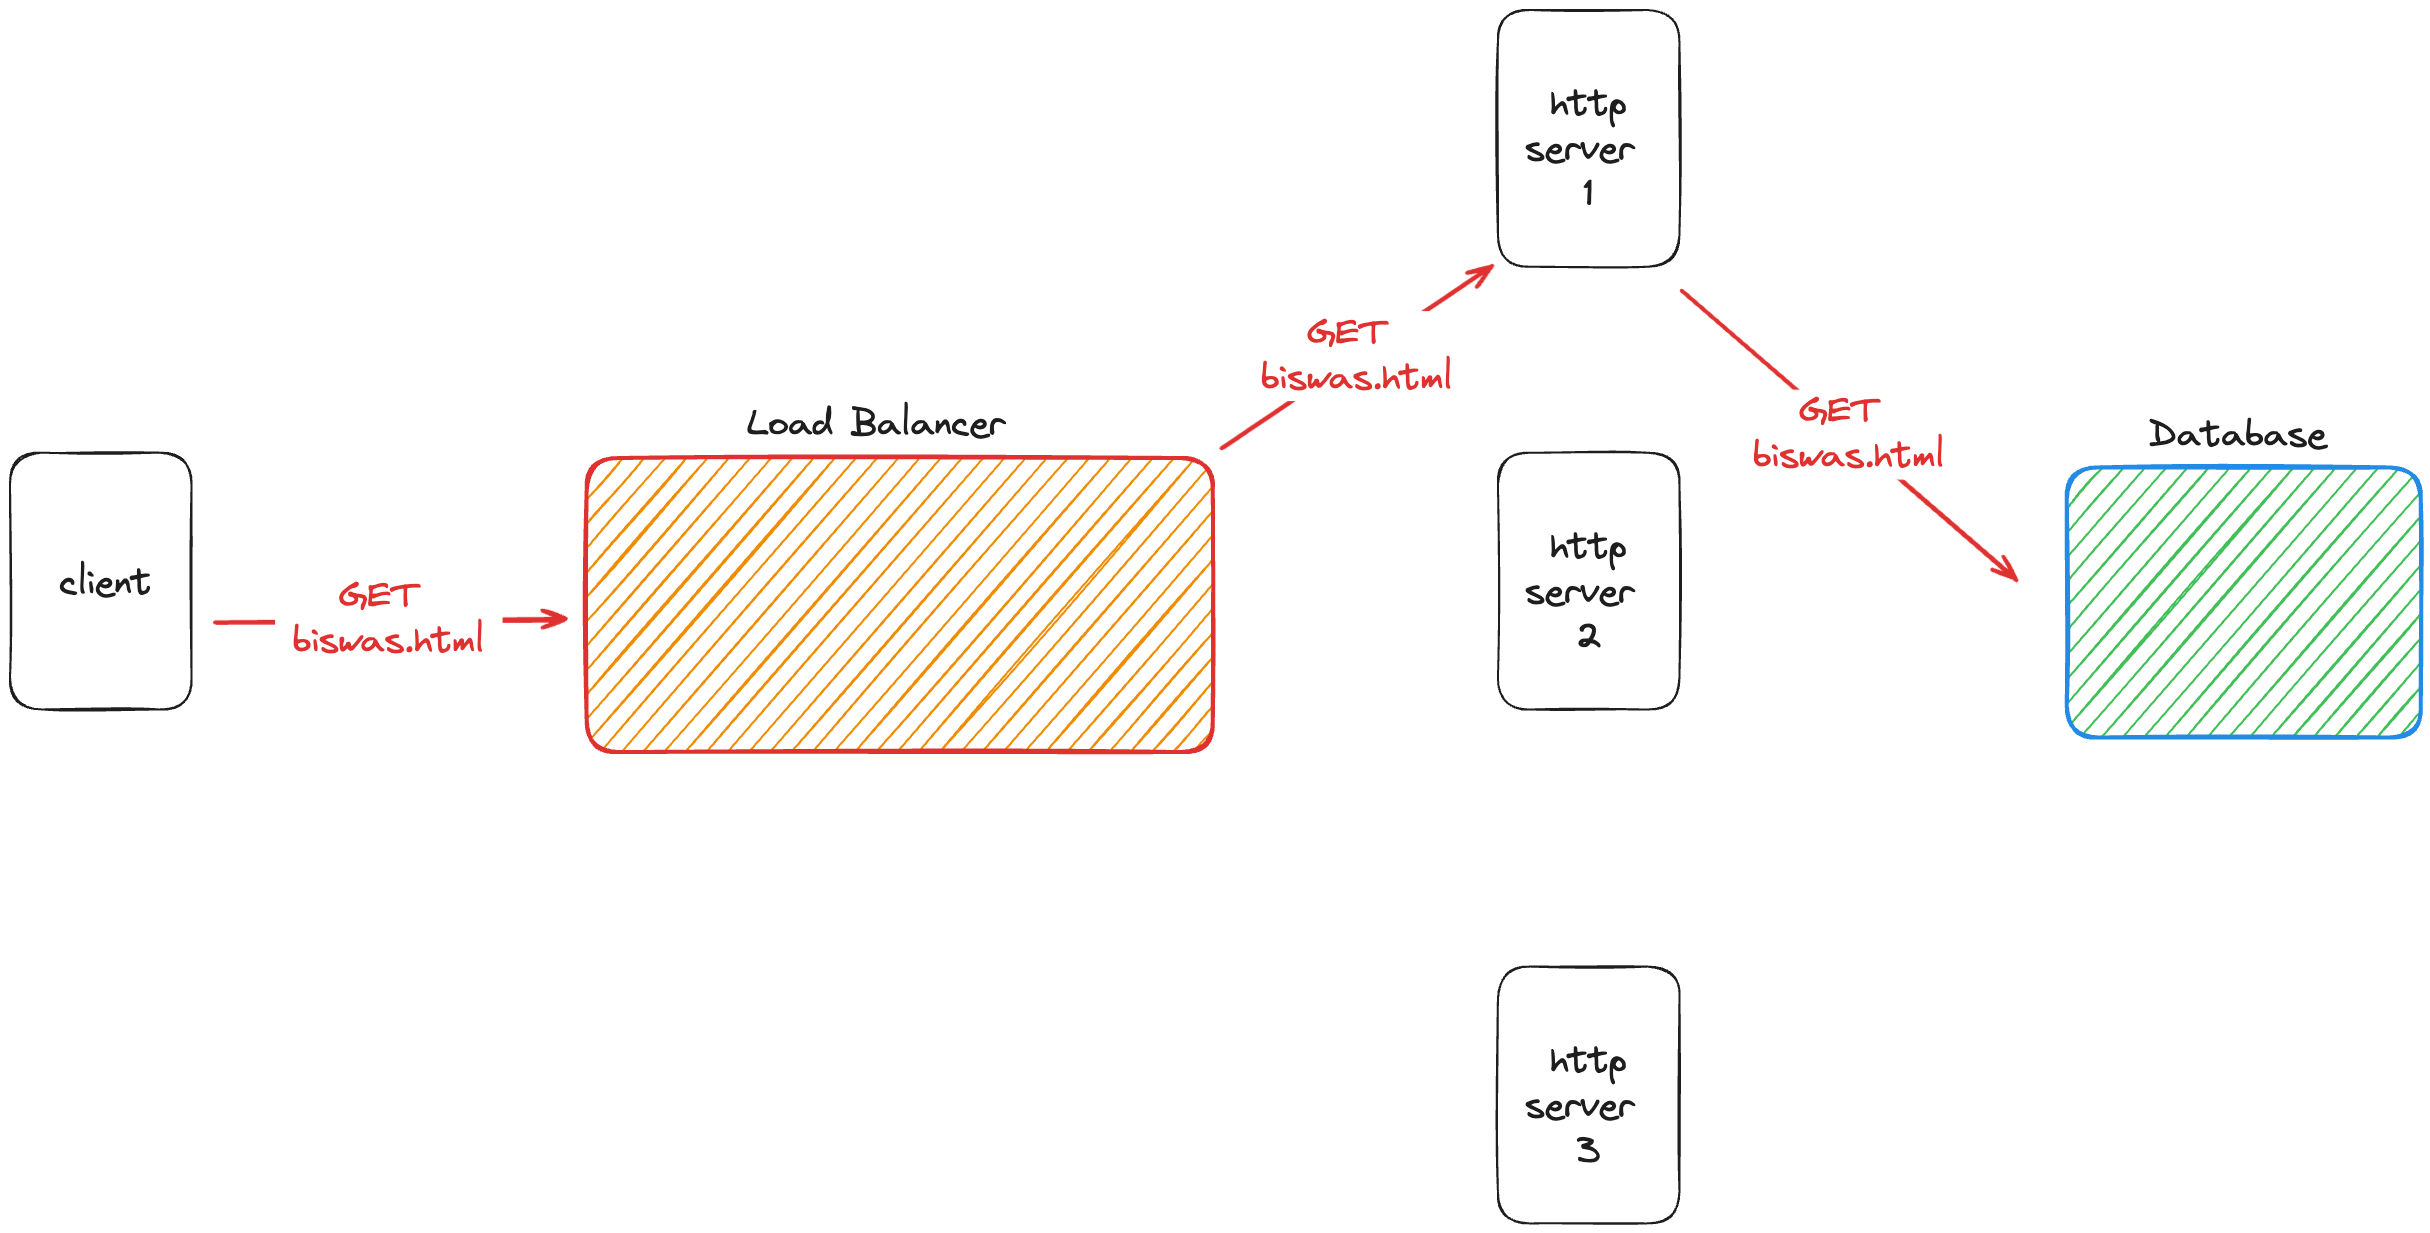 client
GET
biswas.html
Load Balancer
GET
biswas.html
http
server
1
http
server
2
http
server
3
GET
biswas.html
Database